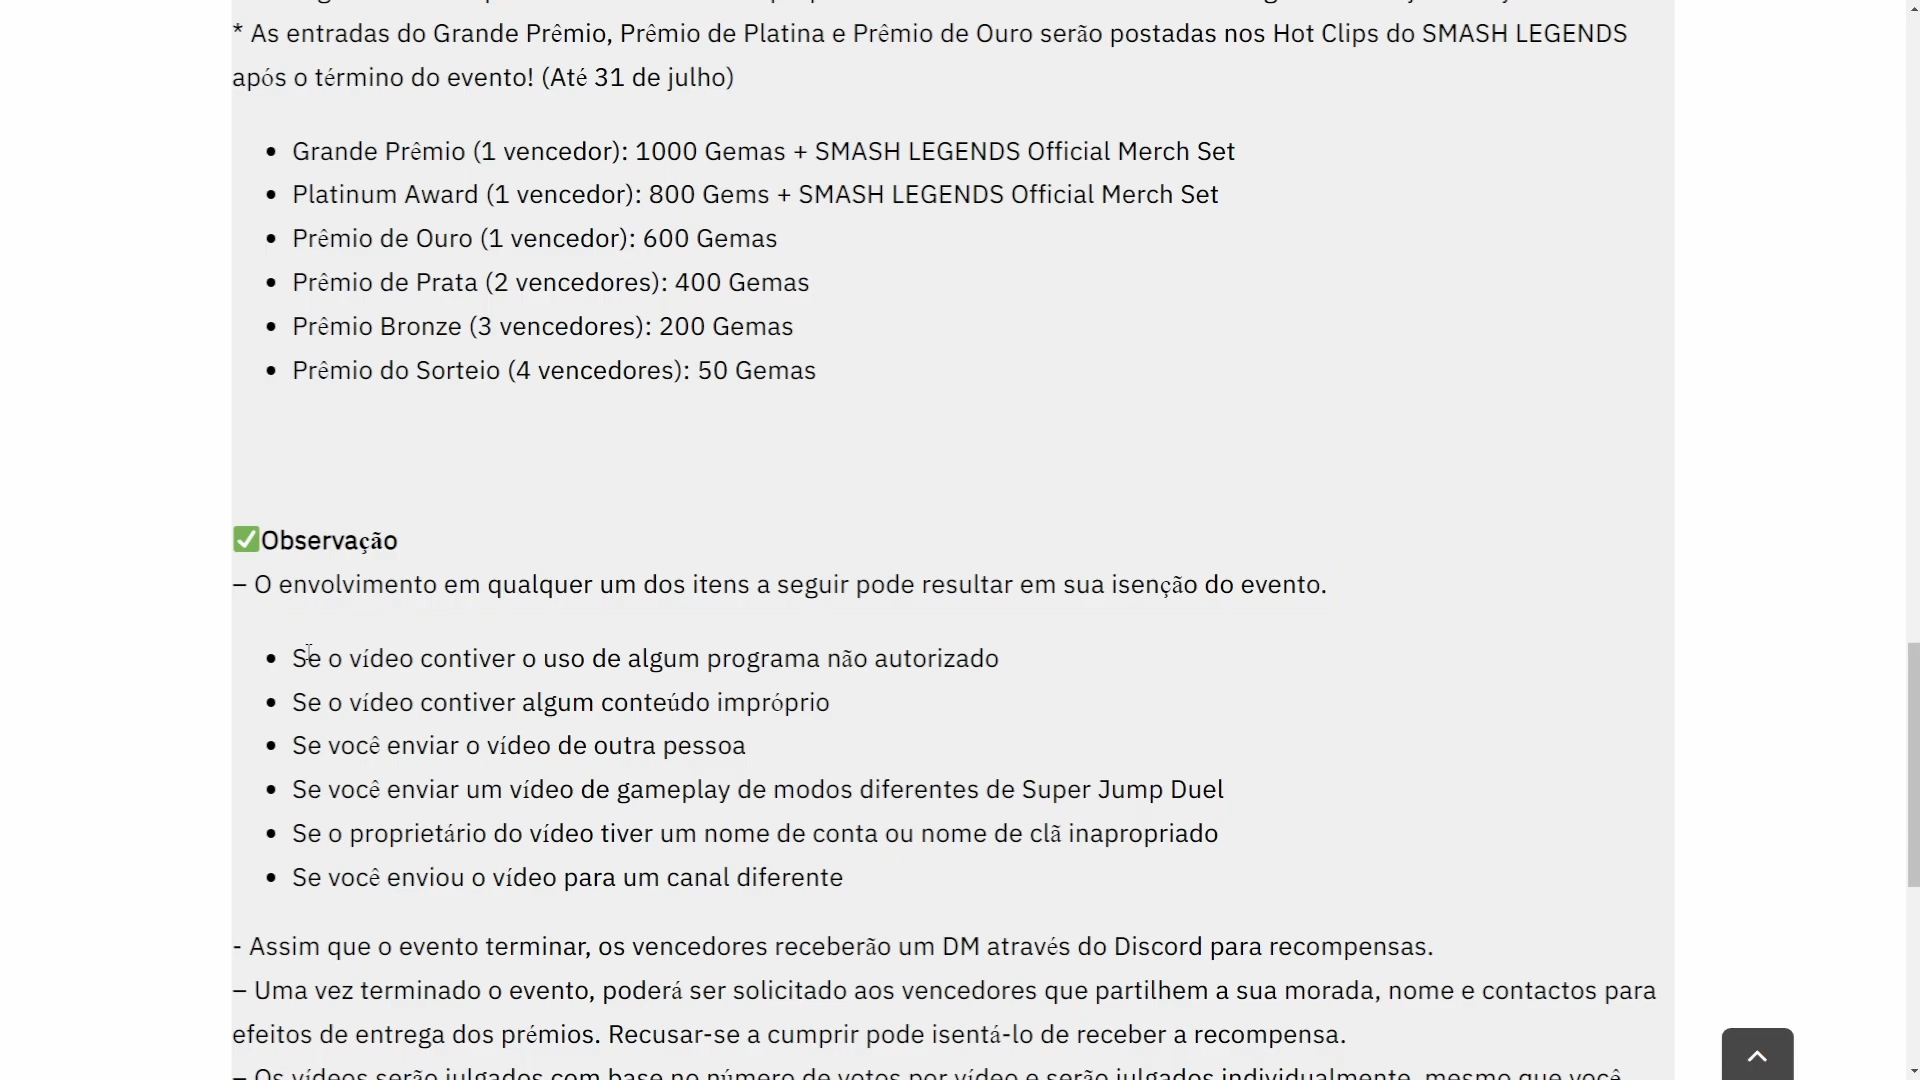 * As entradas do Grande Prêmio, Prêmio de Platina e Prêmio de Ouro serão postadas nos Hot Clips do SMASH LEGENDS
após o término do evento! (Até 31 de julho)
• Grande Prêmio (1 vencedor): 1000 Gemas + SMASH LEGENDS Official Merch Set
• Platinum Award (1 vencedor): 800 Gems + SMASH LEGENDS Official Merch Set
• Prêmio de Ouro (1 vencedor): 600 Gemas
• Prêmio de Prata (2 vencedores): 400 Gemas
• Prêmio Bronze (3 vencedores): 200 Gemas
• Prêmio do Sorteio (4 vencedores): 50 Gemas
✅Observação
– O envolvimento em qualquer um dos itens a seguir pode resultar em sua isenção do evento.
• Se o vídeo contiver o uso de algum programa não autorizado
• Se o vídeo contiver algum conteúdo impróprio
• Se você enviar o vídeo de outra pessoa
• Se você enviar um vídeo de gameplay de modos diferentes de Super Jump Duel
• Se o proprietário do vídeo tiver um nome de conta ou nome de clã inapropriado
• Se você enviou o vídeo para um canal diferente
- Assim que o evento terminar, os vencedores receberão um DM através do Discord para recompensas.
– Uma vez terminado o evento, poderá ser solicitado aos vencedores que partilhem a sua morada, nome e contactos para
efeitos de entrega dos prémios. Recusar-se a cumprir pode isentá-lo de receber a recompensa.
– Os vídeos serão julgados com base no número de votos por vídeo e serão julgados individualmente, mesmo que você